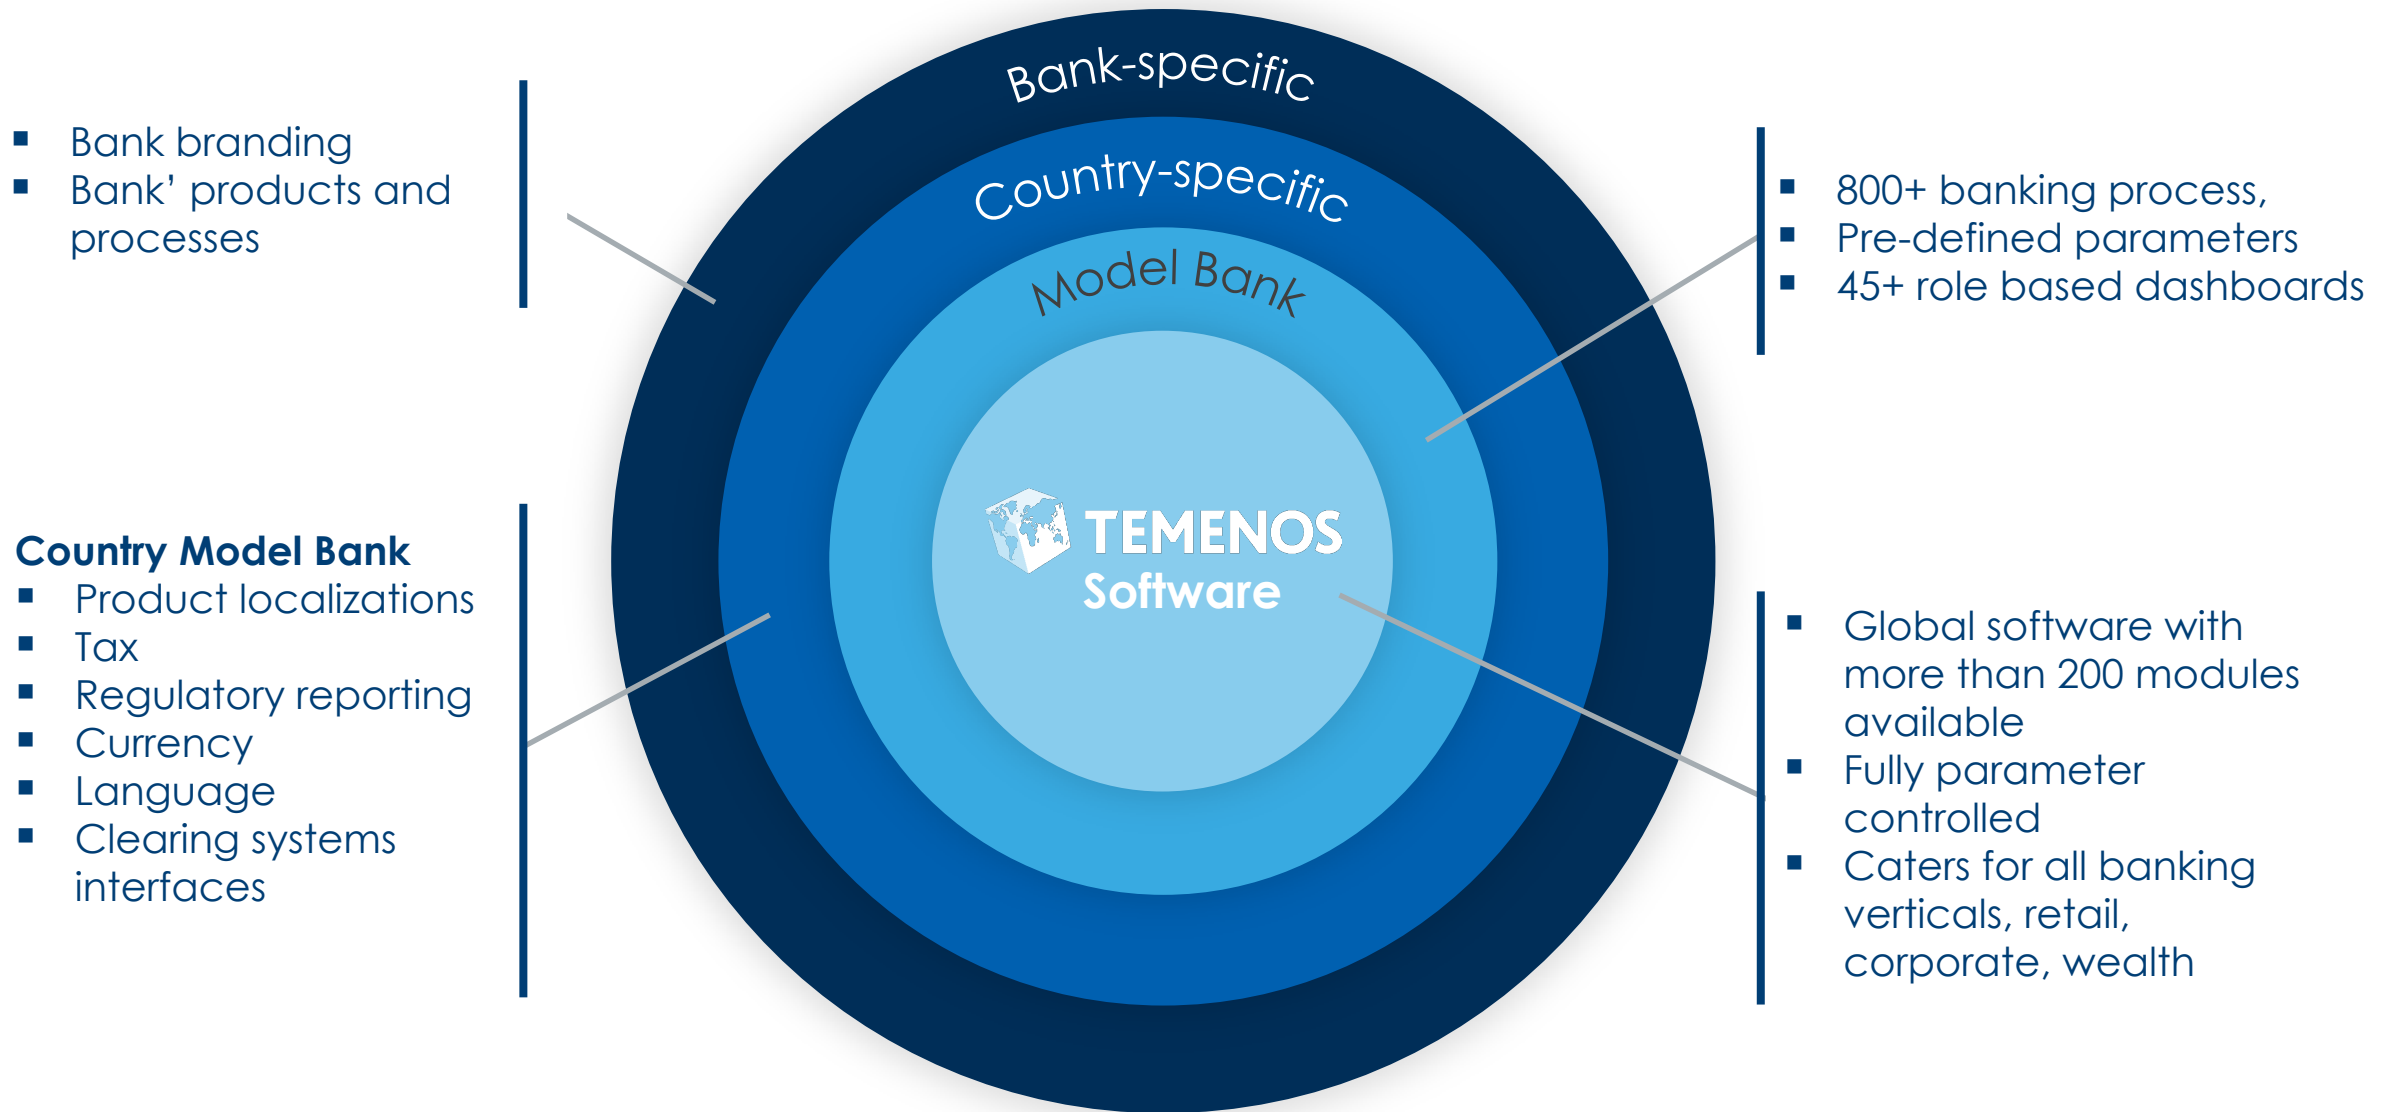 Bank-specific
Country-specific
Model Bank
TEMENOS
Software
▪ Bank branding
▪ Bank’ products and
processes
Country Model Bank
▪ Product localizations
▪ Tax
▪ Regulatory reporting
▪ Currency
▪ Language
▪ Clearing systems
interfaces
▪ 800+ banking process,
▪ Pre-defined parameters
▪ 45+ role based dashboards
▪ Global software with
more than 200 modules
available
▪ Fully parameter
controlled
▪ Caters for all banking
verticals, retail,
corporate, wealth